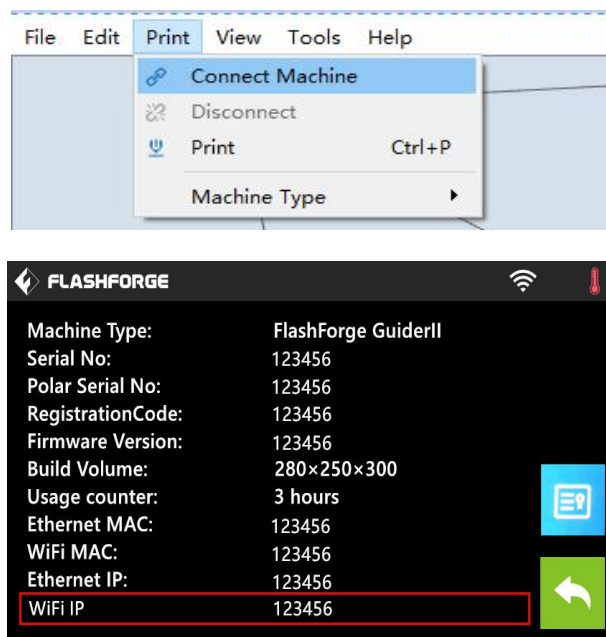 File Edit Print View Tools Help
Connect Machine
Disconnect
Print Ctrl+P
Machine Type
FLASHFORGE
Machine Type: FlashForge GuiderII
Serial No: 123456
Polar Serial No: 123456
RegistrationCode: 123456
Firmware Version: 123456
Build Volume: 280×250×300
Usage counter: 3 hours
Ethernet MAC: 123456
WiFi MAC: 123456
Ethernet IP: 123456
WiFi IP 123456